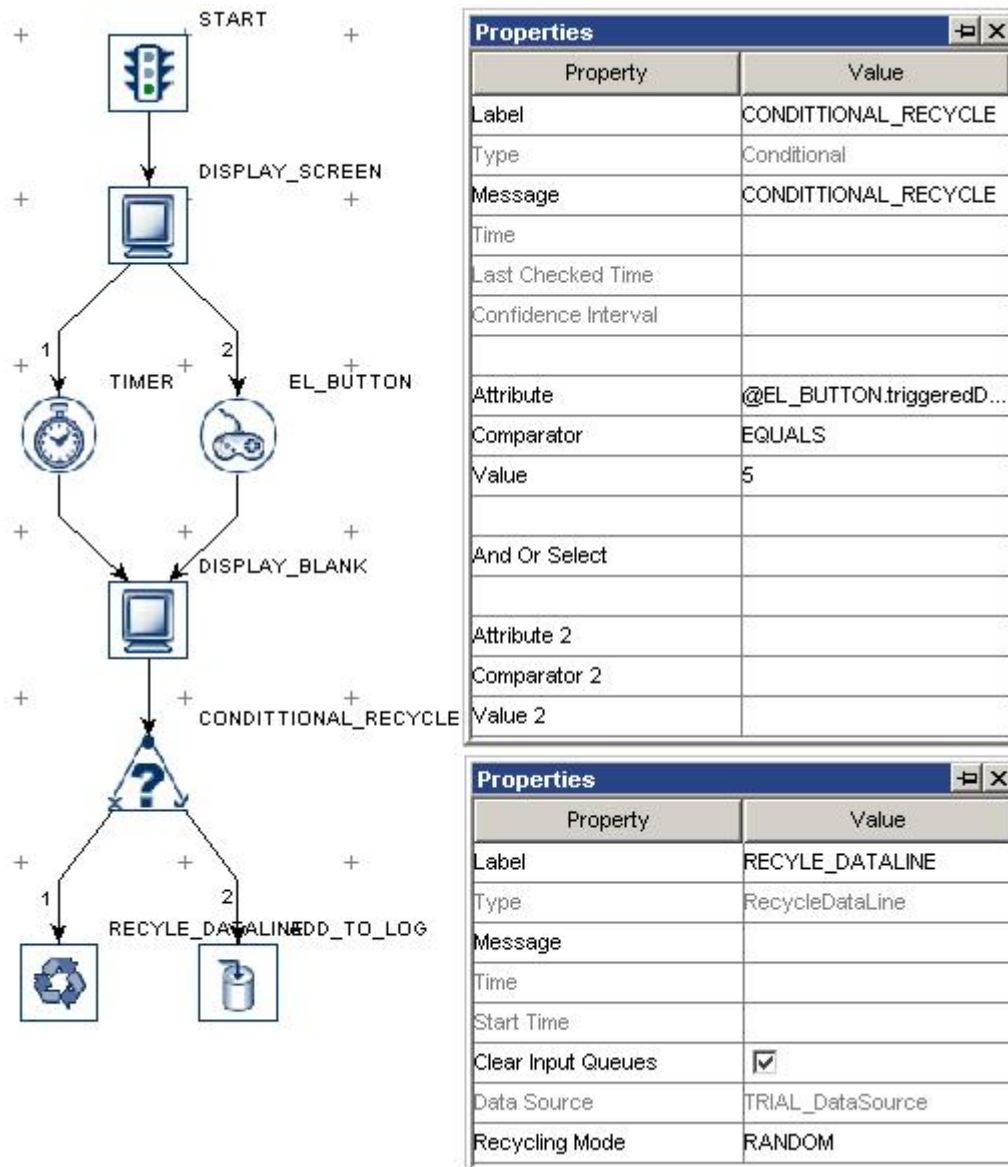 START
DISPLAY_SCREEN
1
2
TIMER
EL_BUTTON
DISPLAY_BLANK
CONDITTIONAL_RECYCLE
1
2
RECYLE_DATALINE
ADD_TO_LOG
Properties
Property Value
Label CONDITTIONAL_RECYCLE
Type Conditional
Message CONDITTIONAL_RECYCLE
Time
Last Checked Time
Confidence Interval
Attribute @EL_BUTTON.triggeredD...
Comparator EQUALS
Value 5
And Or Select
Attribute 2
Comparator 2
Value 2
Properties
Property Value
Label RECYLE_DATALINE
Type RecycleDataLine
Message
Time
Start Time
Clear Input Queues
Data Source TRIAL_DataSource
Recycling Mode RANDOM